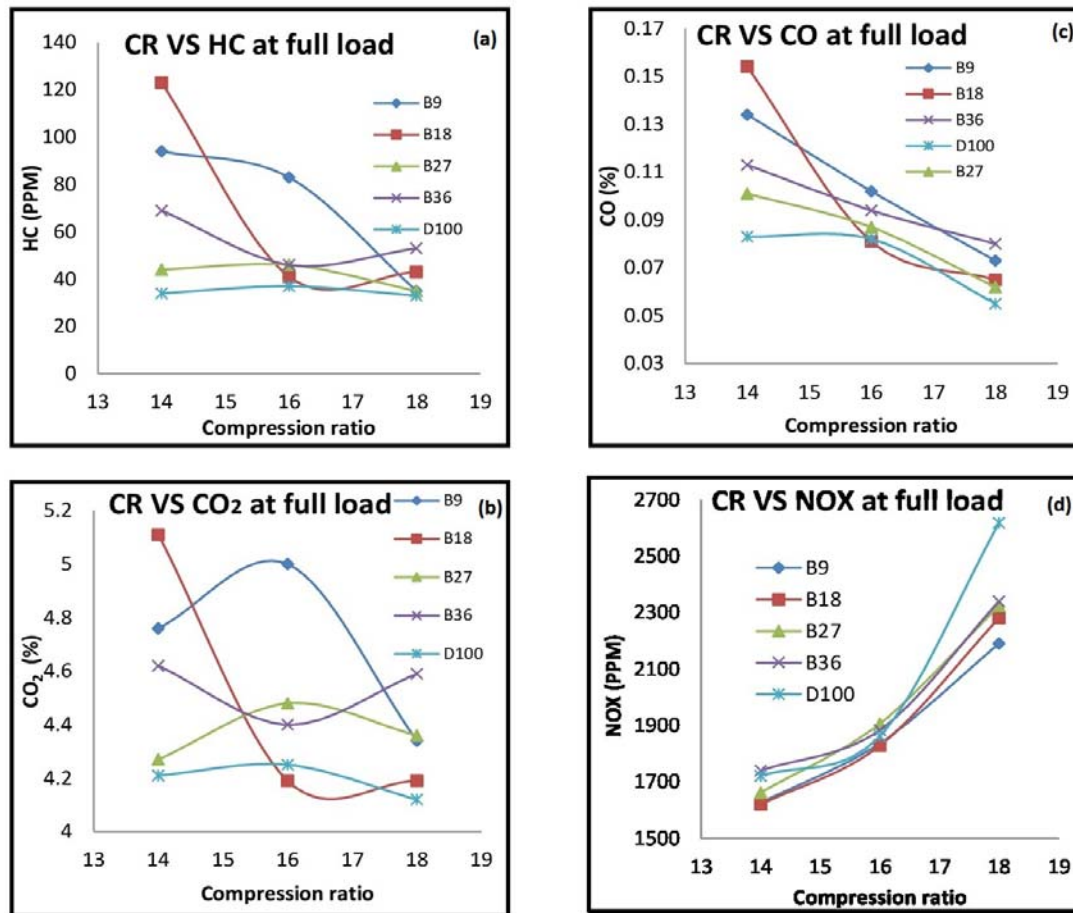 CR VS HC at full load
(a)
HC (PPM)
140
120
100
80
60
40
20
0
B9
B18
B27
B36
D100
13 14 15 16 17 18 19
Compression ratio
CR VS CO at full load
(c)
CO (%)
0.17
0.15
0.13
0.11
0.09
0.07
0.05
0.03
B9
B18
B36
D100
B27
13 14 15 16 17 18 19
Compression ratio
CR VS CO₂ at full load
(b)
CO₂ (%)
5.2
5
4.8
4.6
4.4
4.2
4
B9
B18
B27
B36
D100
13 14 15 16 17 18 19
Compression ratio
CR VS NOX at full load
(d)
NOX (PPM)
2700
2500
2300
2100
1900
1700
1500
B9
B18
B27
B36
D100
13 14 15 16 17 18 19
Compression ratio